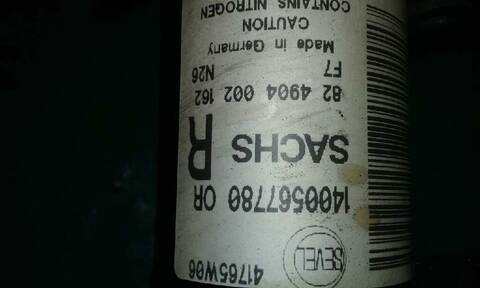 SEVEL
41765W06
1400567780 OR
SACHS R
82 4904 002 162
F7 N26
Made in Germany
CAUTION
CONTAINS NITROGEN